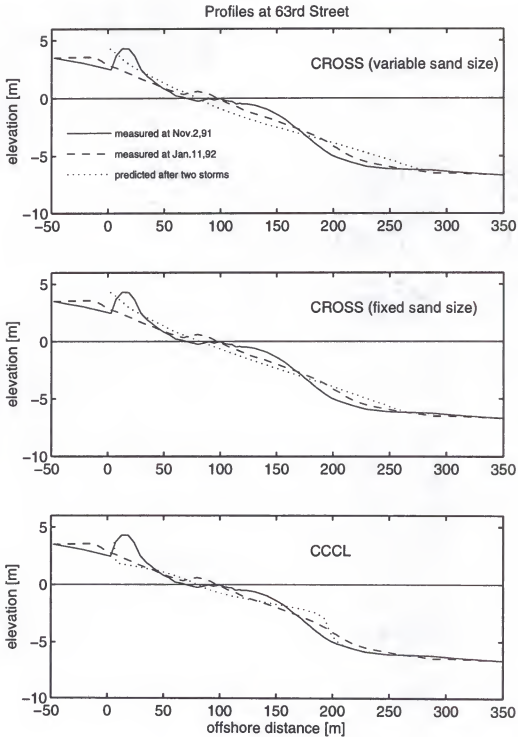 Profiles at 63rd Street
5
0
−5
−10
elevation [m]
CROSS (variable sand size)
measured at Nov.2,91
measured at Jan.11,92
predicted after two storms
−50 0 50 100 150 200 250 300 350
5
0
−5
−10
elevation [m]
CROSS (fixed sand size)
−50 0 50 100 150 200 250 300 350
5
0
−5
−10
elevation [m]
CCCL
−50 0 50 100 150 200 250 300 350
offshore distance [m]